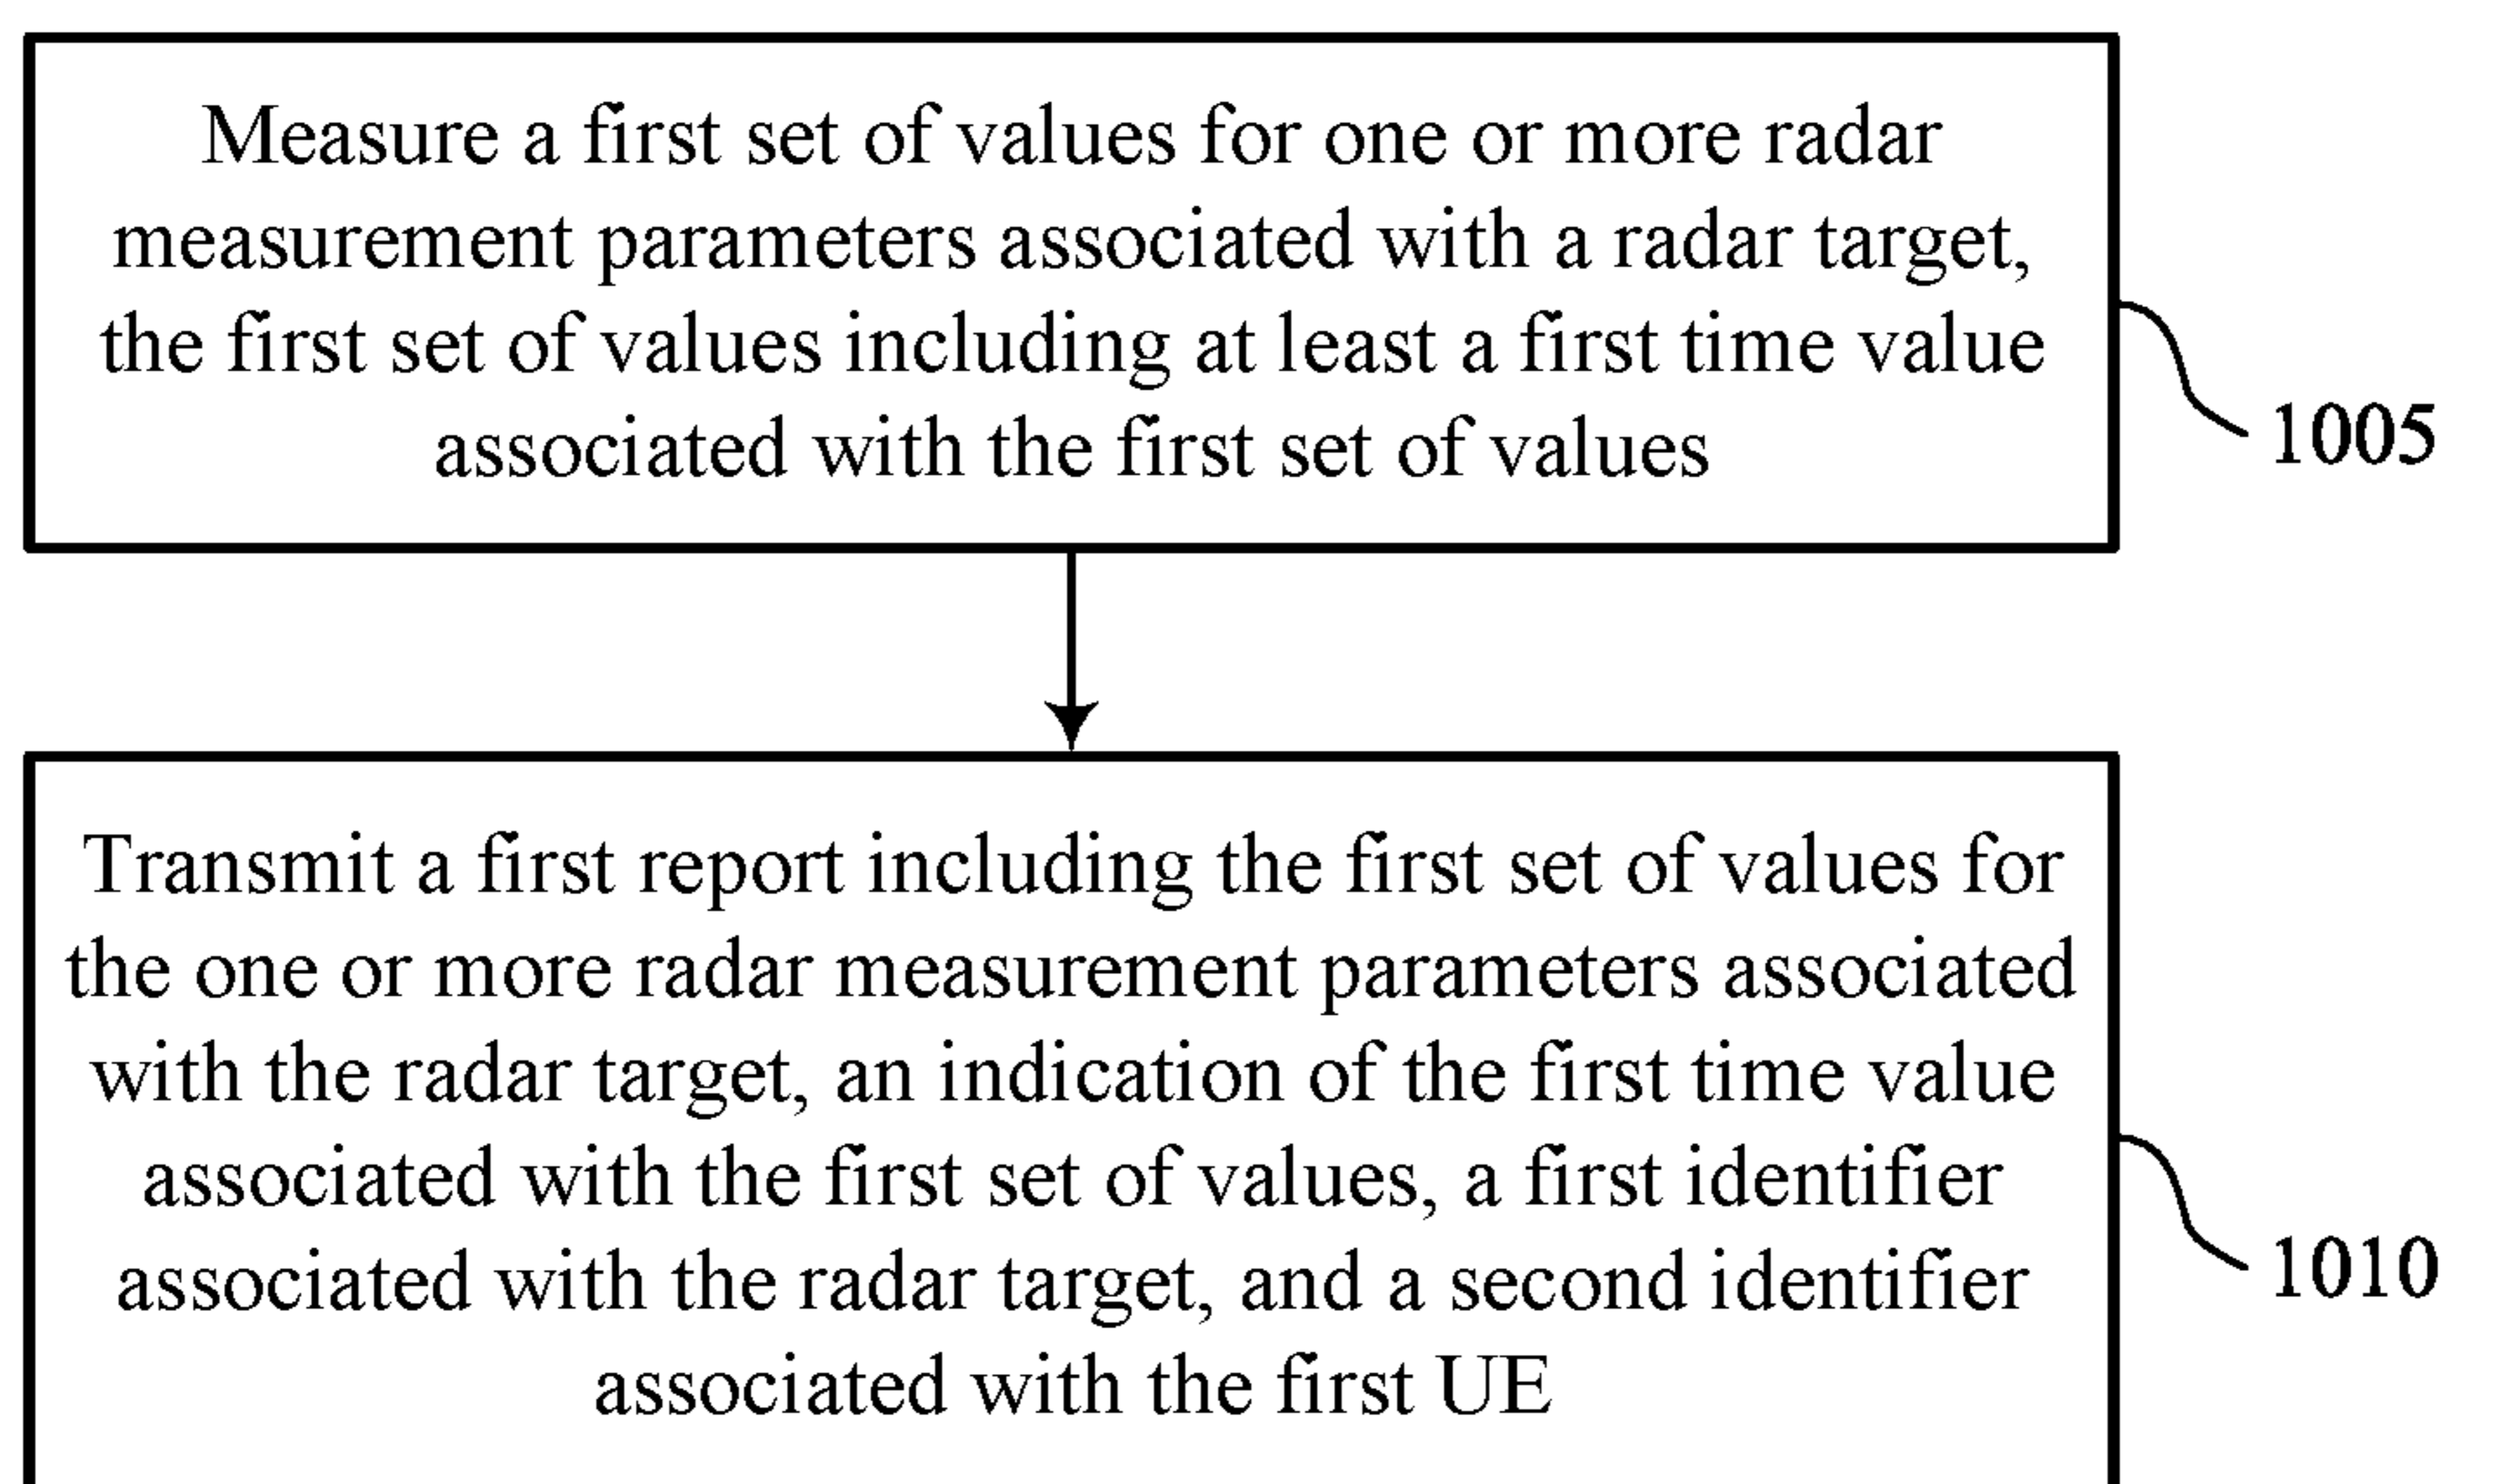 Measure a first set of values for one or more radar
measurement parameters associated with a radar target,
the first set of values including at least a first time value
associated with the first set of values
1005
Transmit a first report including the first set of values for
the one or more radar measurement parameters associated
with the radar target, an indication of the first time value
associated with the first set of values, a first identifier
associated with the radar target, and a second identifier
associated with the first UE
1010